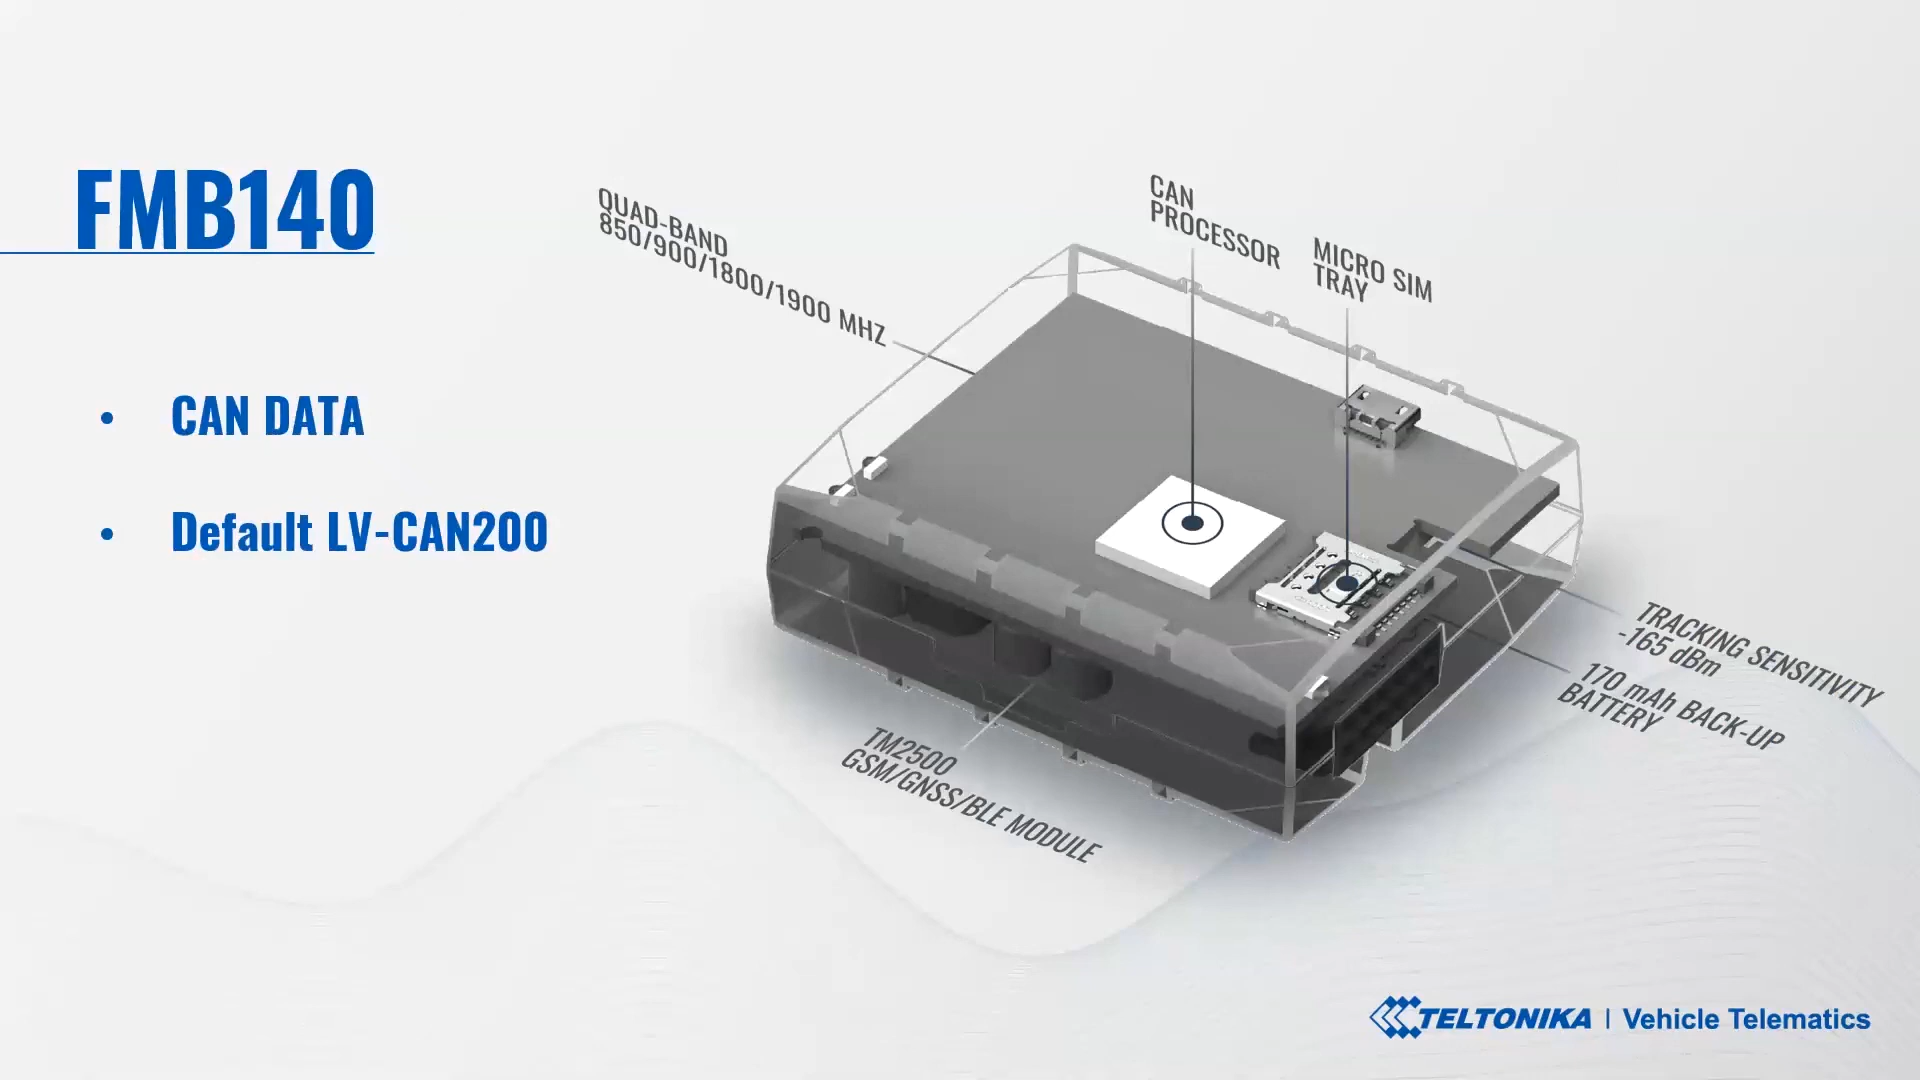 FMB140
• CAN DATA
• Default LV-CAN200
QUAD-BAND
850/900/1800/1900 MHZ
CAN
PROCESSOR
MICRO SIM
TRAY
TRACKING SENSITIVITY
-165 dBm
170 mAh BACK-UP
BATTERY
TM2500
GSM/GNSS/BLE MODULE
TELTONIKA | Vehicle Telematics